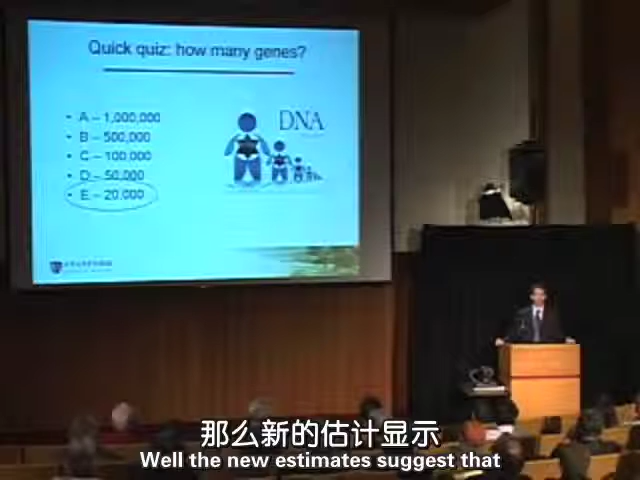 Quick quiz: how many genes?
• A – 1,000,000
• B – 500,000
• C – 100,000
• D – 50,000
• E – 20,000
DNA
那么新的估计显示
Well the new estimates suggest that